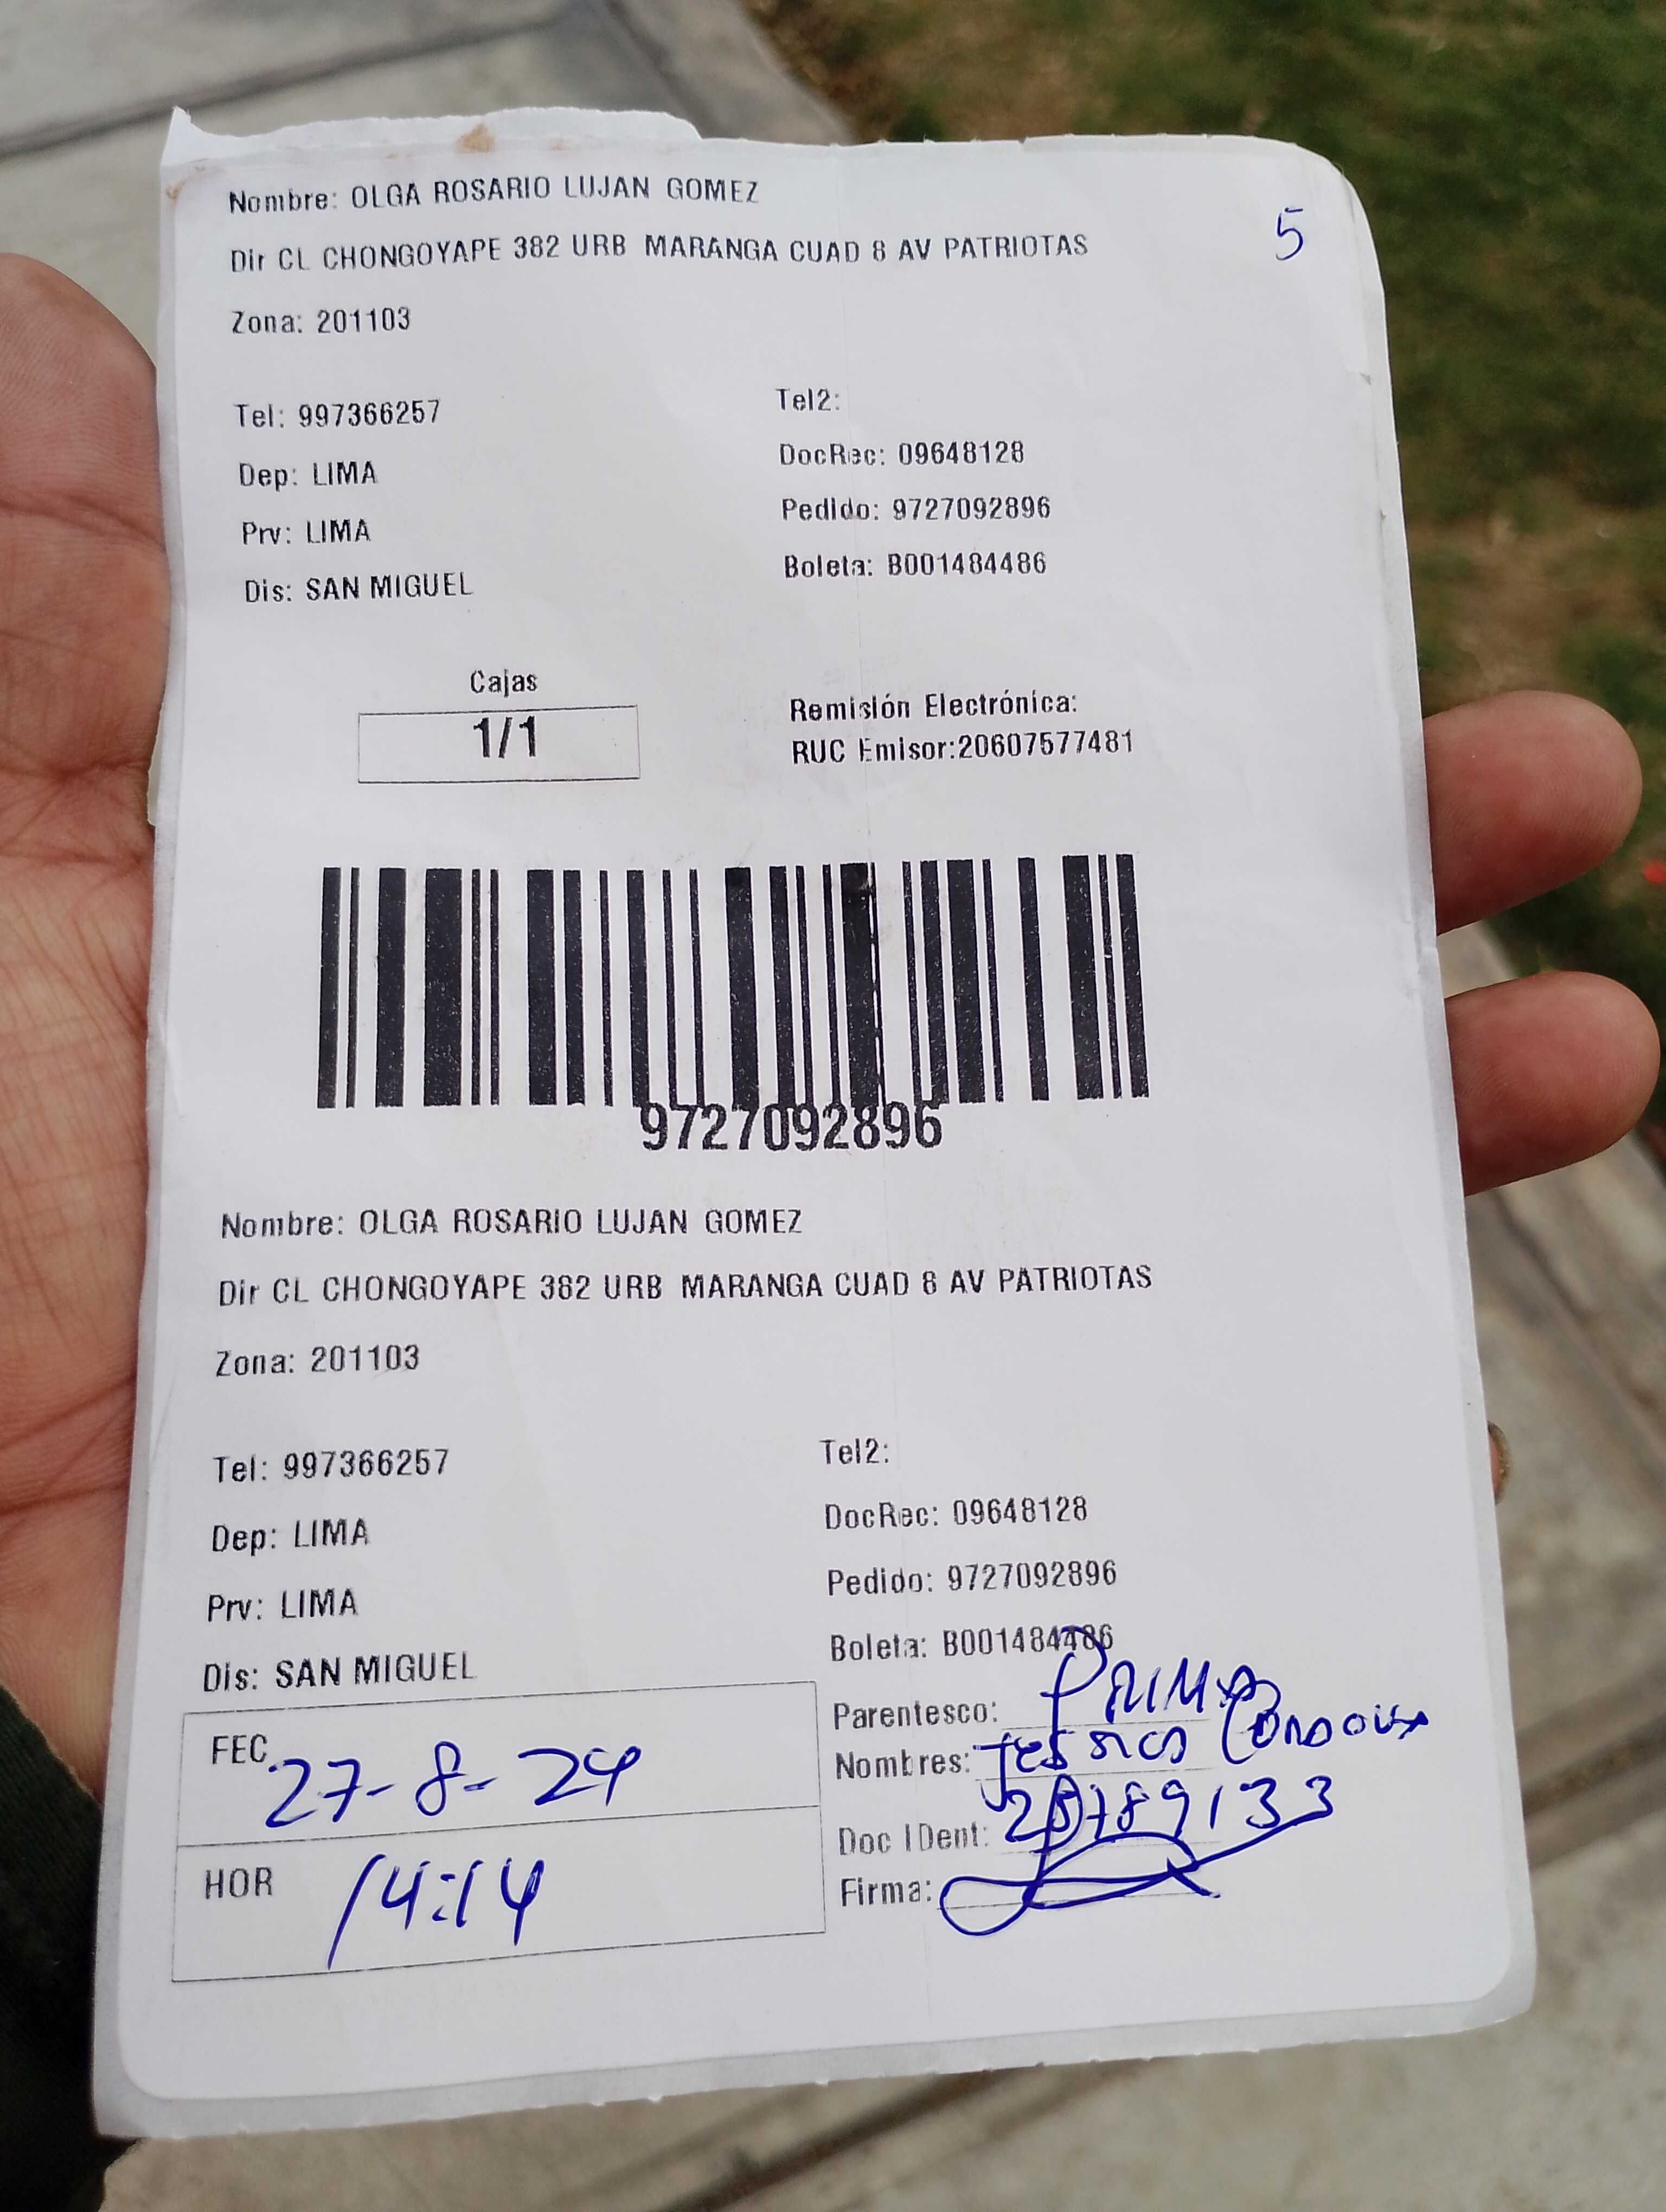 Nombre: OLGA ROSARIO LUJAN GOMEZ
5
Dir CL CHONGOYAPE 382 URB MARANGA CUAD 8 AV PATRIOTAS
Zona: 201103
Tel: 997366257
Tel2:
Dep: LIMA
DocRec: 09648128
Prv: LIMA
Pedido: 9727092896
Dis: SAN MIGUEL
Boleta: B001484486
Cajas
1/1
Remisión Electrónica:
RUC Emisor:20607577481
9727092896
Nombre: OLGA ROSARIO LUJAN GOMEZ
Dir CL CHONGOYAPE 382 URB MARANGA CUAD 8 AV PATRIOTAS
Zona: 201103
Tel: 997366257
Tel2:
Dep: LIMA
DocRec: 09648128
Prv: LIMA
Pedido: 9727092896
Dis: SAN MIGUEL
Boleta: B001484486
FEC 27-8-24
HOR 14:14
Parentesco: PRIMA
Nombres: JESSICA CORDOVA
Doc IDent:
Firma: